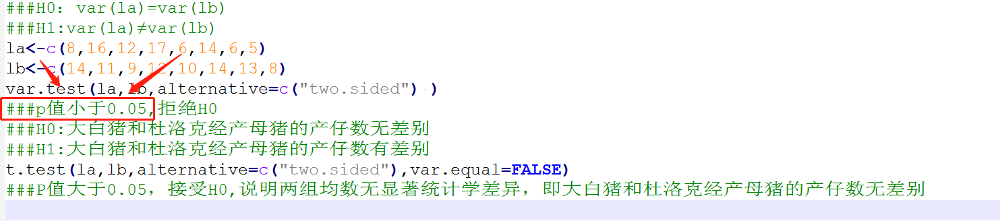 ###H0: var(la)=var(lb)
###H1:var(la)≠var(lb)
la<-c(8,16,12,17,6,14,6,5)
lb<-c(14,11,9,12,10,14,13,8)
var.test(la,lb,alternative=c("two.sided") )
###p值小于0.05,拒绝H0
###H0:大白猪和杜洛克经产母猪的产仔数无差别
###H1:大白猪和杜洛克经产母猪的产仔数有差别
t.test(la,lb,alternative=c("two.sided"),var.equal=FALSE)
###P值大于0.05，接受H0,说明两组均数无显著统计学差异，即大白猪和杜洛克经产母猪的产仔数无差别